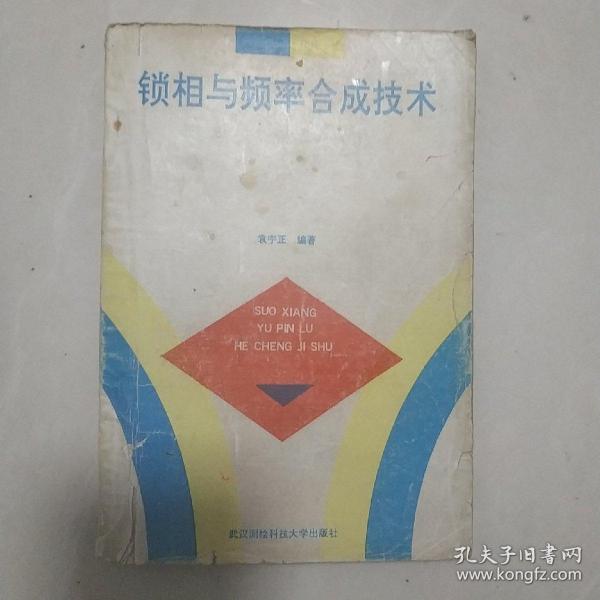 锁相与频率合成技术
袁宇正 编著
SUO XIANG
YU PIN LU
HE CHENG JI SHU
武汉测绘科技大学出版社
孔夫子旧书网
www.kongfz.com